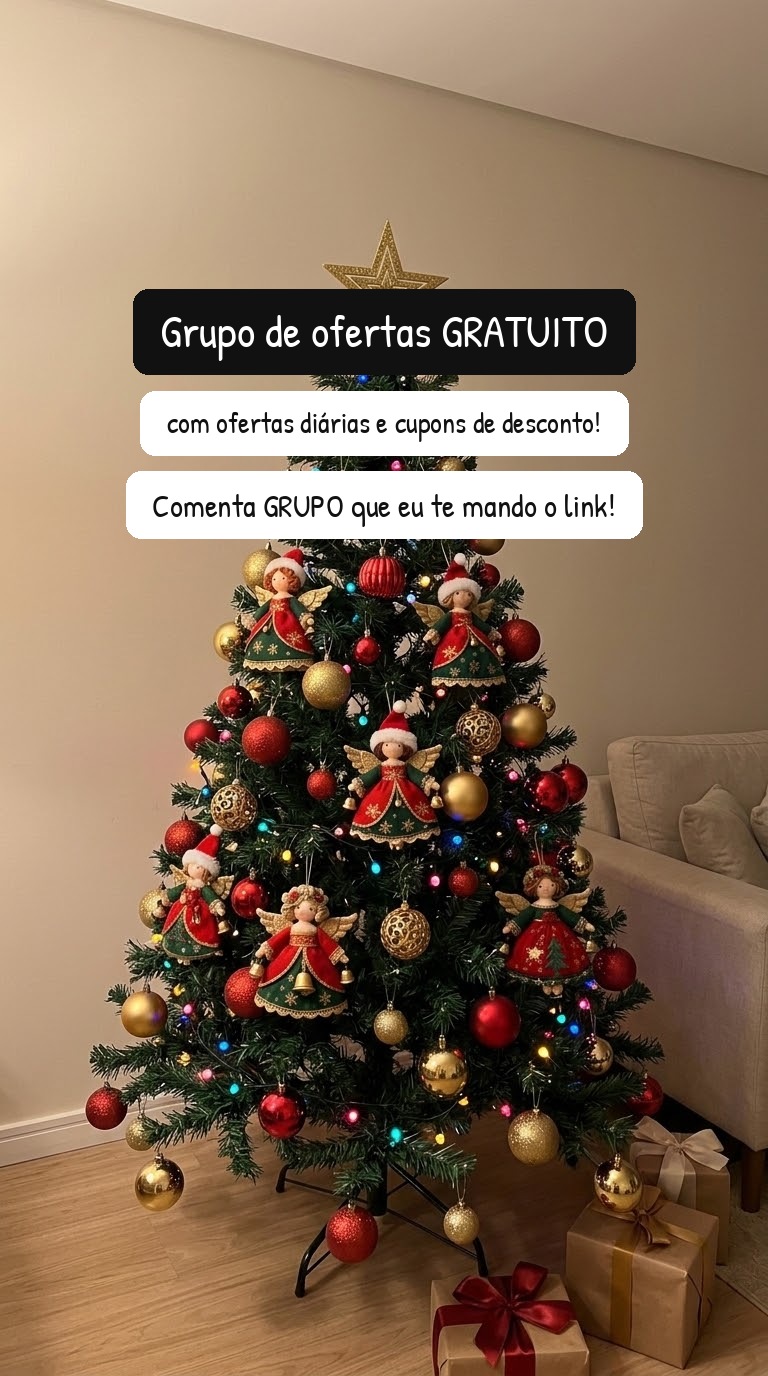 Grupo de ofertas GRATUITO
com ofertas diárias e cupons de desconto!
Comenta GRUPO que eu te mando o link!